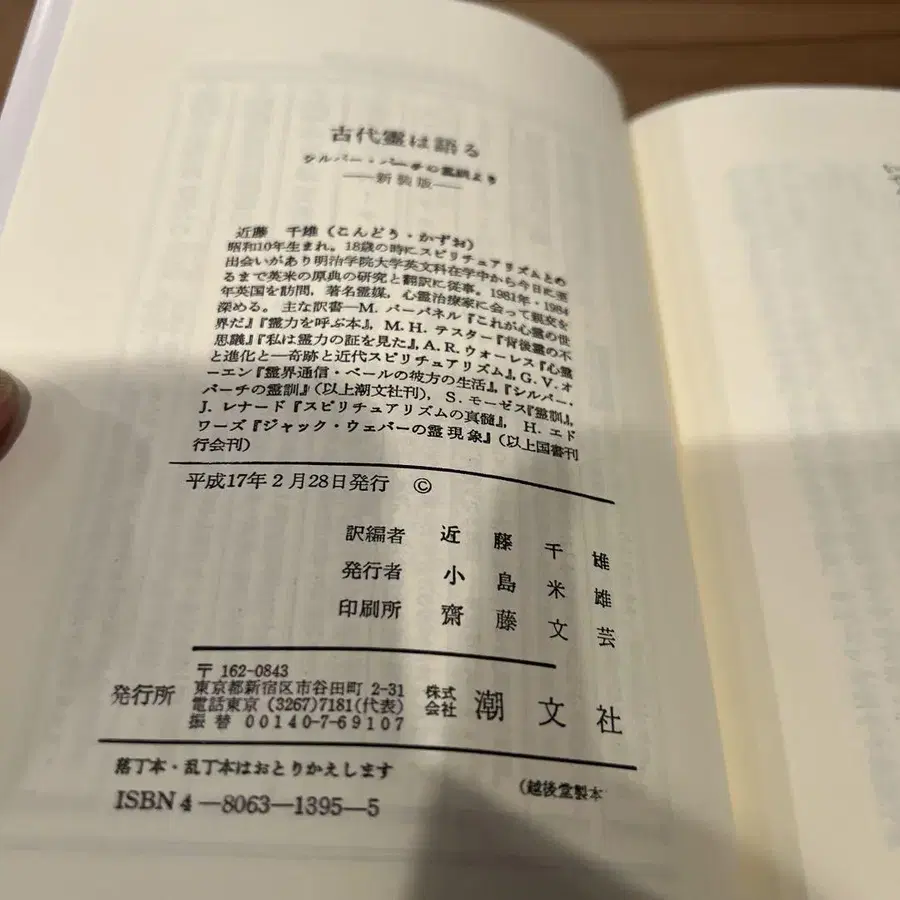 古代霊は語る
シルバー・バーチの霊訓より
―新装版―
近藤 千雄(こんどう・かずお)
昭和10年生まれ。18歳の時にスピリチュアリズムとの
出会いがあり明治学院大学英文科在学中から今日に至
るまで英米の原典の研究と翻訳に従事。1981年・1984
年英国を訪問,著名霊媒,心霊治療家に会って親交を
深める。主な訳書―M. バーバネル『これが心霊の世
界だ』『霊力を呼ぶ本』, M.H. テスター『背後霊の不
思議』『私は霊力の証を見た』, A.R. ウォーレス『心霊
と進化と―奇跡と近代スピリチュアリズム』, G.V. オ
ーエン『霊界通信・ベールの彼方の生活』,『シルバー・
バーチの霊訓』(以上潮文社刊), S. モーゼス『霊訓』,
J. レナード『スピリチュアリズムの真髄』, H. エド
ワーズ『ジャック・ウェバーの霊現象』(以上国書刊
行会刊)
平成17年2月28日発行 ©
訳編者 近藤千雄
発行者 小島米雄
印刷所 齋藤文芸
発行所
〒162-0843
東京都新宿区市谷田町 2-31
電話東京 (3267)7181(代表)
振替 00140-7-69107
株式会社 潮文社
落丁本・乱丁本はおとりかえします
(越後堂製本
ISBN4―8063―1395―5